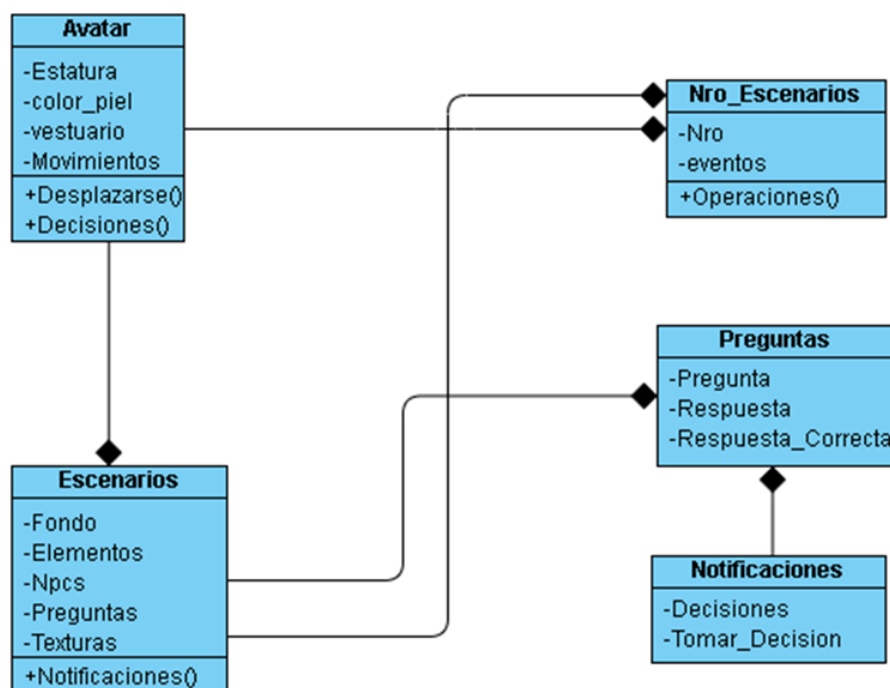 Avatar
-Estatura
-color_piel
-vestuario
-Movimientos
+Desplazarse()
+Decisiones()
Nro_Escenarios
-Nro
-eventos
+Operaciones()
Preguntas
-Pregunta
-Respuesta
-Respuesta_Correcta
Escenarios
-Fondo
-Elementos
-Npcs
-Preguntas
-Texturas
+Notificaciones()
Notificaciones
-Decisiones
-Tomar_Decision